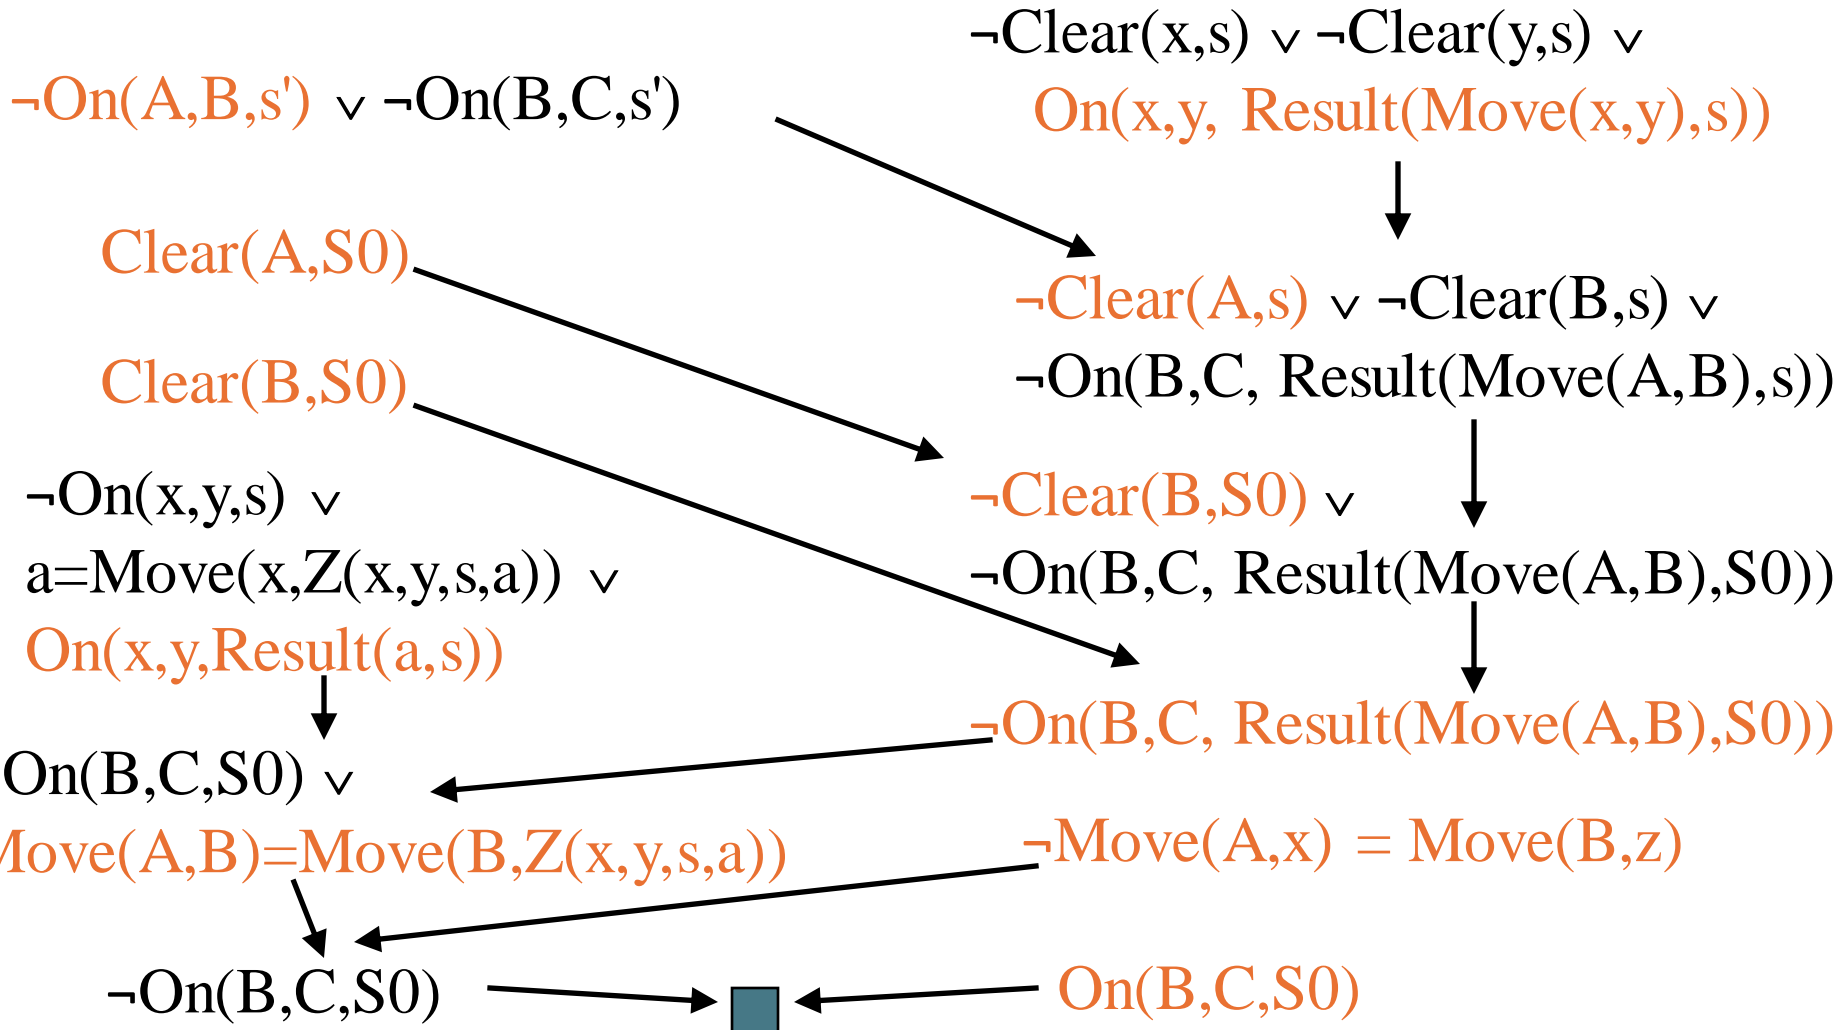 ¬Clear(x,s) ∨ ¬Clear(y,s) ∨
¬On(A,B,s') ∨ ¬On(B,C,s')
On(x,y, Result(Move(x,y),s))
Clear(A,S0)
¬Clear(A,s) ∨ ¬Clear(B,s) ∨
Clear(B,S0)
¬On(B,C, Result(Move(A,B),s))
¬On(x,y,s) ∨
¬Clear(B,S0) ∨
a=Move(x,Z(x,y,s,a)) ∨
¬On(B,C, Result(Move(A,B),S0))
On(x,y,Result(a,s))
¬On(B,C, Result(Move(A,B),S0))
On(B,C,S0) ∨
Move(A,B)=Move(B,Z(x,y,s,a))
¬Move(A,x) = Move(B,z)
¬On(B,C,S0)
On(B,C,S0)